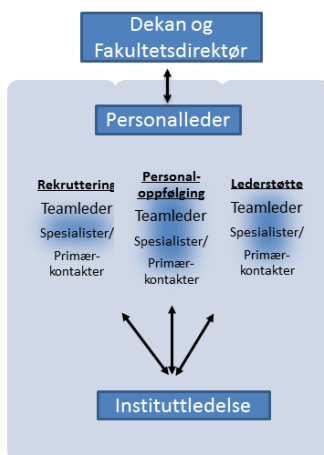 Dekan og
Fakultetsdirektør
Personalleder
Rekruttering
Teamleder
Spesialister/
Primær-
kontakter
Personal-
oppfølging
Teamleder
Spesialister/
Primær-
kontakter
Lederstøtte
Teamleder
Spesialister/
Primær-
kontakter
Instituttledelse